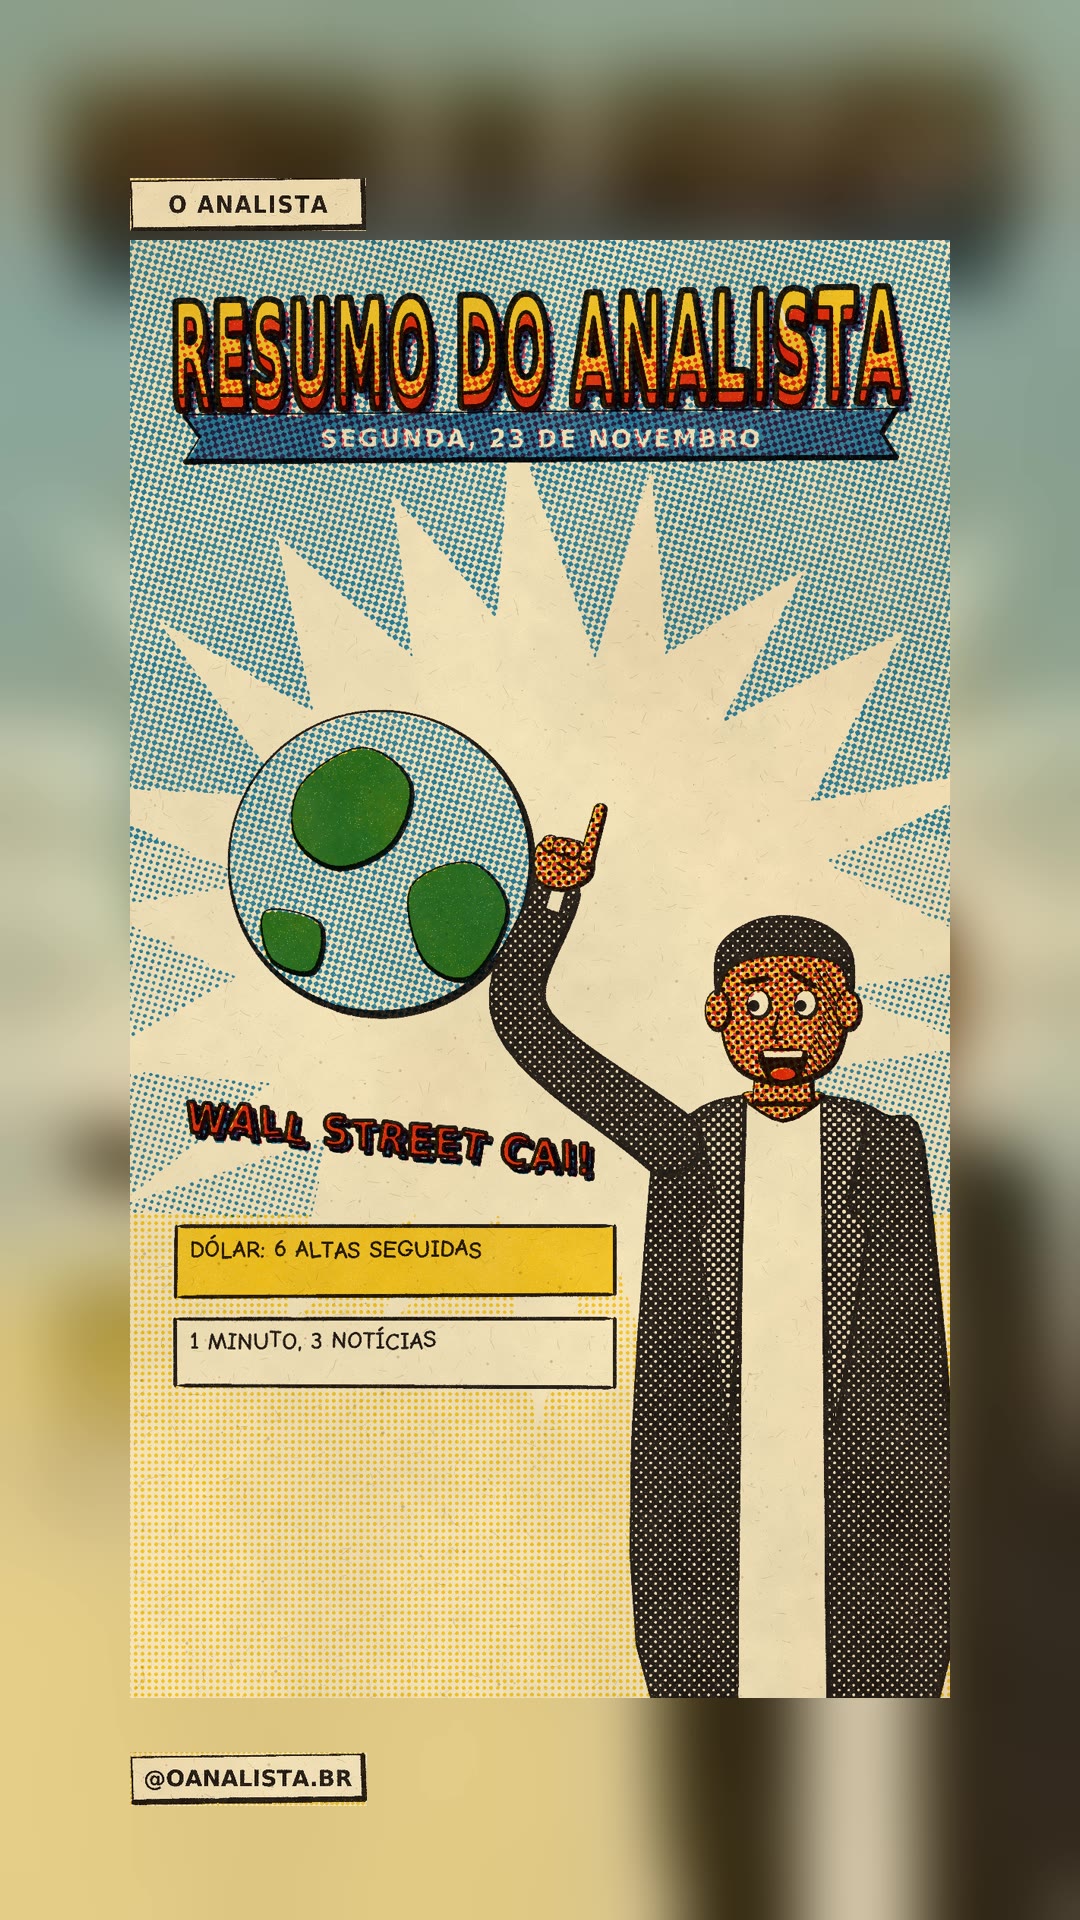 O ANALISTA
RESUMO DO ANALISTA
SEGUNDA, 23 DE NOVEMBRO
WALL STREET CAI!
DÓLAR: 6 ALTAS SEGUIDAS
1 MINUTO, 3 NOTÍCIAS
@OANALISTA.BR